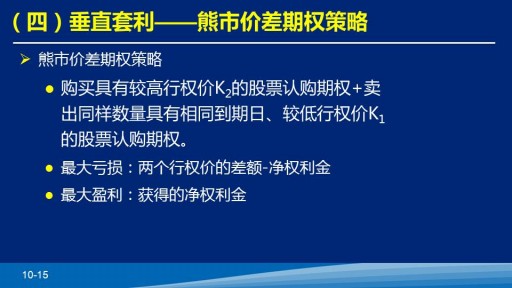 （四）垂直套利——熊市价差期权策略
熊市价差期权策略
购买具有较高行权价K2的股票认购期权+卖
出同样数量具有相同到期日、较低行权价K1
的股票认购期权。
最大亏损：两个行权价的差额-净权利金
最大盈利：获得的净权利金
10-15